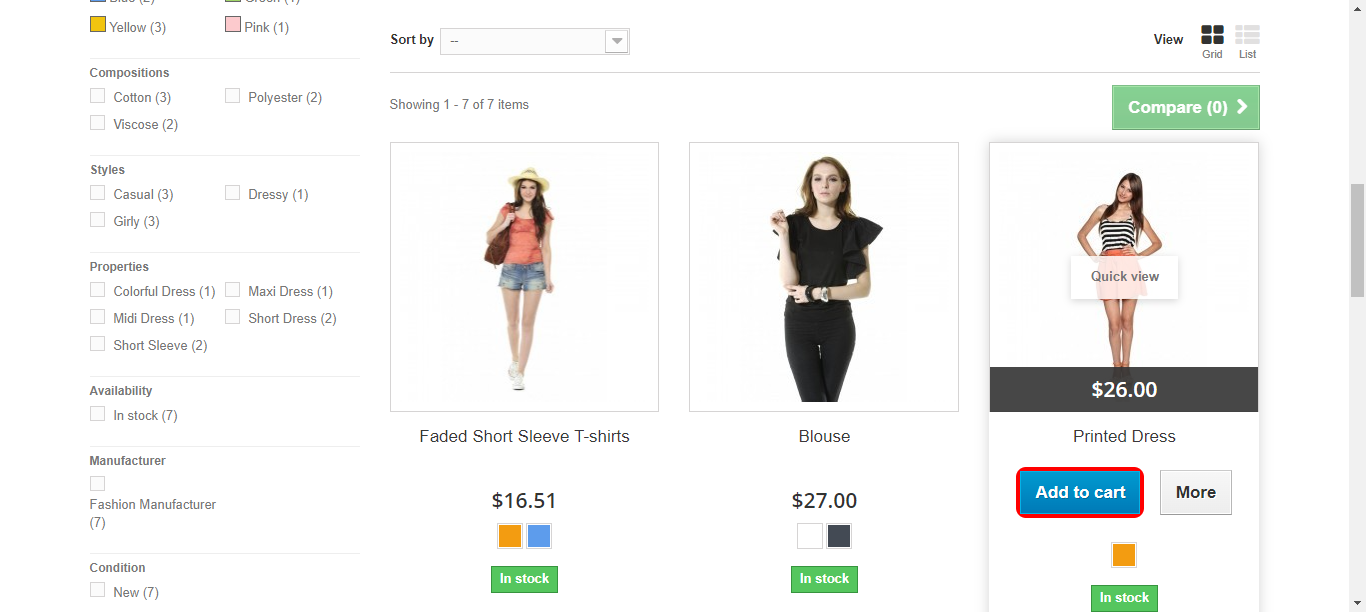 Yellow (3)
Pink (1)
Compositions
Cotton (3)
Polyester (2)
Viscose (2)
Styles
Casual (3)
Dressy (1)
Girly (3)
Properties
Colorful Dress (1)
Maxi Dress (1)
Midi Dress (1)
Short Dress (2)
Short Sleeve (2)
Availability
In stock (7)
Manufacturer
Fashion Manufacturer
(7)
Condition
New (7)
Sort by
--
View
Grid
List
Showing 1 - 7 of 7 items
Compare (0)
Faded Short Sleeve T-shirts
$16.51
In stock
Blouse
$27.00
In stock
Quick view
$26.00
Printed Dress
Add to cart
More
In stock